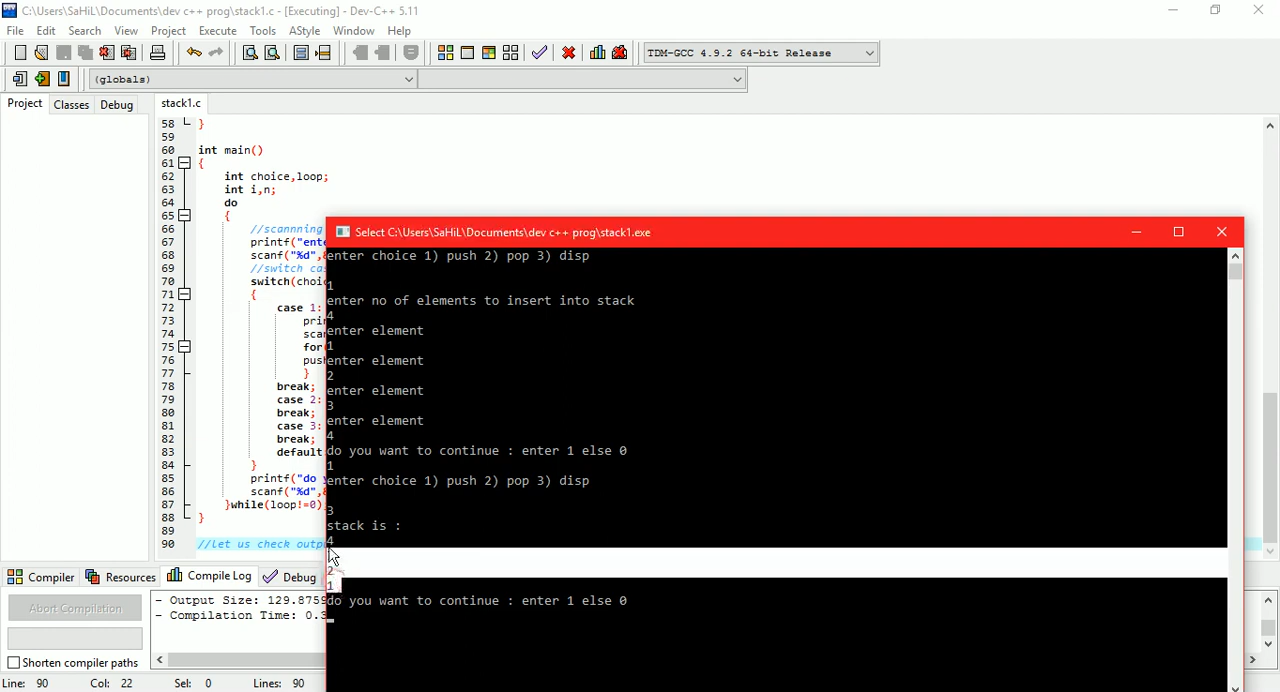 C:\Users\SaHiL\Documents\dev c++ prog\stack1.c - [Executing] - Dev-C++ 5.11
File Edit Search View Project Execute Tools AStyle Window Help
TDM-GCC 4.9.2 64-bit Release
(globals)
Project Classes Debug
stack1.c
58 }
59
60 int main()
61 {
62 int choice,loop;
63 int i,n;
64 do
65 {
66 //scannning
67 printf("ente
68 scanf("%d",&
69 //switch ca
70 switch(choi
71 {
72 case 1:
73 pri
74 sca
75 for
76 pus
77 }
78 break;
79 case 2:
80 break;
81 case 3:
82 break;
83 default
84 }
85 printf("do
86 scanf("%d",&
87 }while(loop!=0)
88 }
89
90 //let us check outp
Select C:\Users\SaHiL\Documents\dev c++ prog\stack1.exe
enter choice 1) push 2) pop 3) disp
1
enter no of elements to insert into stack
4
enter element
1
enter element
2
enter element
3
enter element
4
do you want to continue : enter 1 else 0
1
enter choice 1) push 2) pop 3) disp
3
stack is :
4
2
1
do you want to continue : enter 1 else 0
Compiler Resources Compile Log Debug
Abort Compilation
Shorten compiler paths
- Output Size: 129.875
- Compilation Time: 0.
Line: 90 Col: 22 Sel: 0 Lines: 90